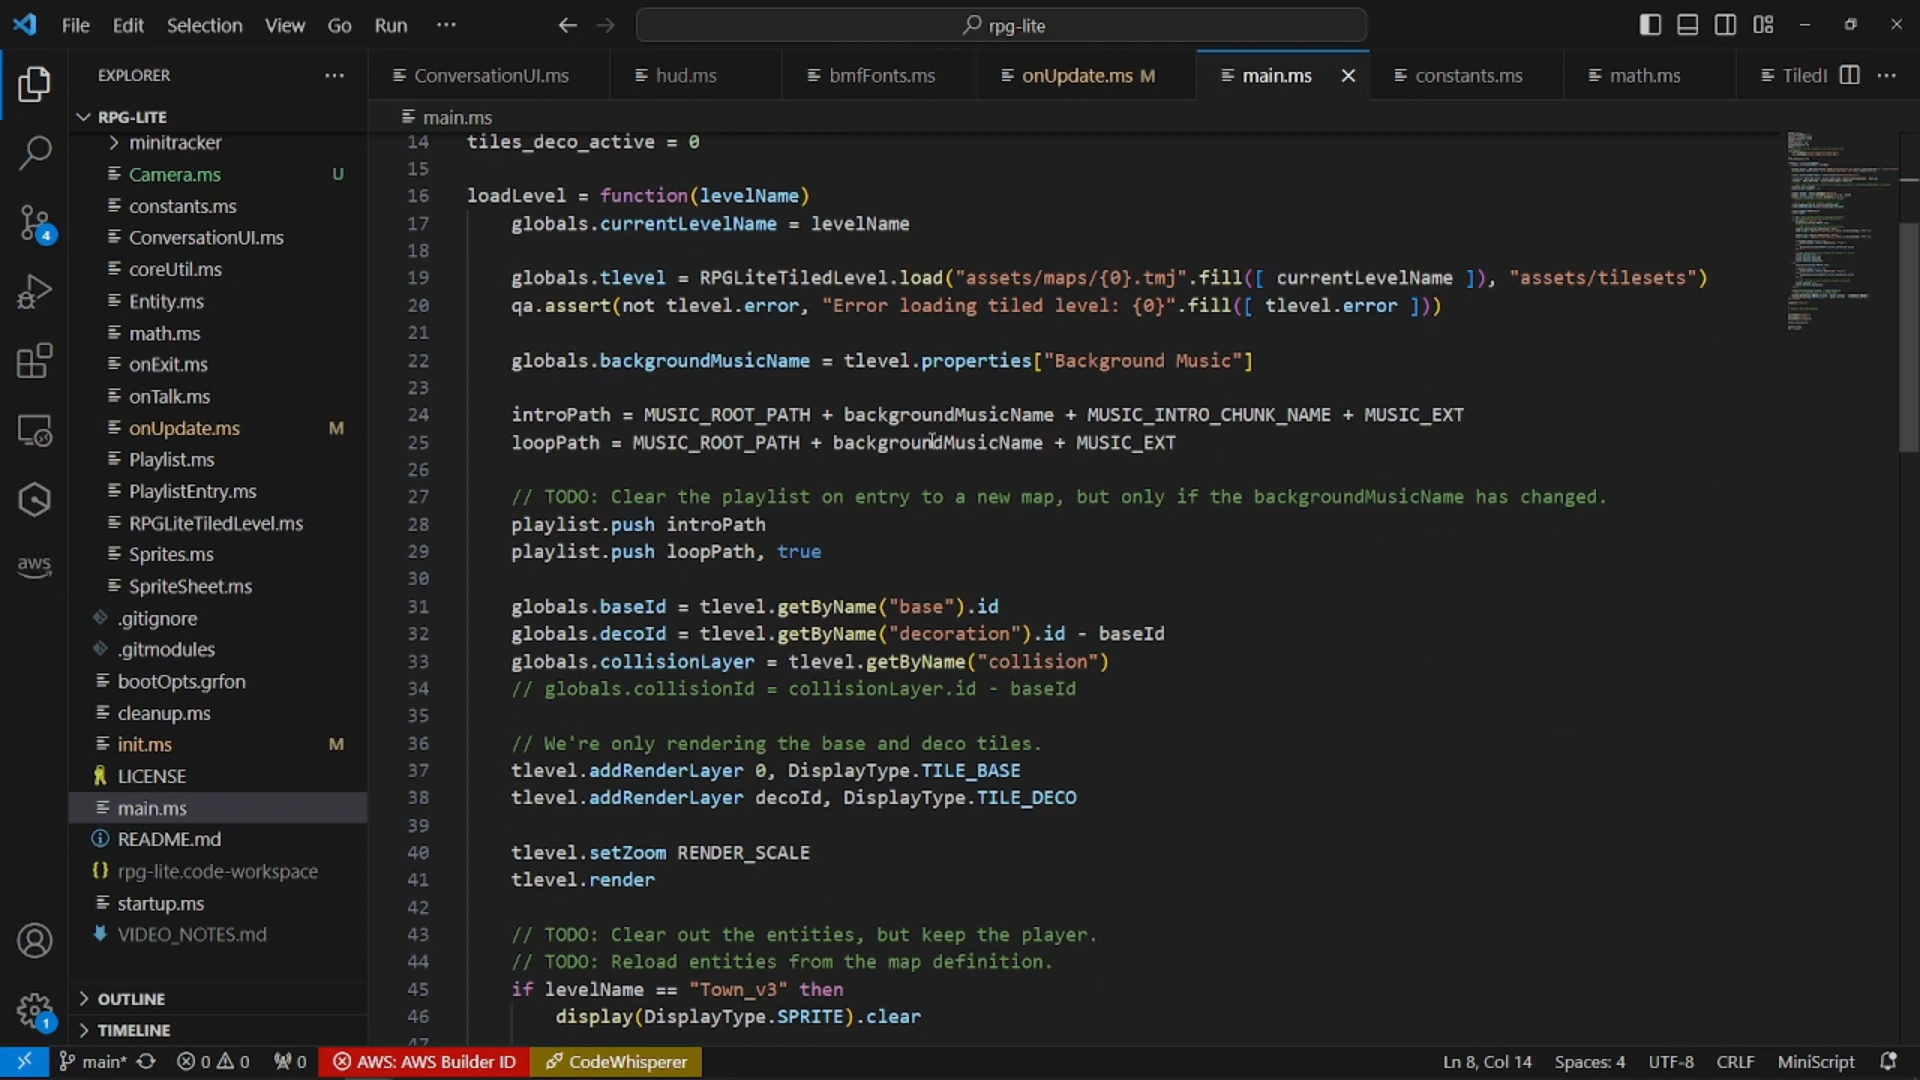 File Edit Selection View Go Run ··· rpg-lite
EXPLORER ···
ConversationUI.ms hud.ms bmfFonts.ms onUpdate.ms M main.ms constants.ms math.ms Tiledl ···
RPG-LITE
main.ms
minitracker
Camera.ms U
constants.ms
ConversationUI.ms
coreUtil.ms
Entity.ms
math.ms
onExit.ms
onTalk.ms
onUpdate.ms M
Playlist.ms
PlaylistEntry.ms
RPGLiteTiledLevel.ms
Sprites.ms
SpriteSheet.ms
.gitignore
.gitmodules
bootOpts.grfon
cleanup.ms
init.ms M
LICENSE
main.ms
README.md
rpg-lite.code-workspace
startup.ms
VIDEO_NOTES.md
OUTLINE
TIMELINE
4
aws
1
14 tiles_deco_active = 0
15
16 loadLevel = function(levelName)
17 globals.currentLevelName = levelName
18
19 globals.tlevel = RPGLiteTiledLevel.load("assets/maps/{0}.tmj".fill([ currentLevelName ]), "assets/tilesets")
20 qa.assert(not tlevel.error, "Error loading tiled level: {0}".fill([ tlevel.error ]))
21
22 globals.backgroundMusicName = tlevel.properties["Background Music"]
23
24 introPath = MUSIC_ROOT_PATH + backgroundMusicName + MUSIC_INTRO_CHUNK_NAME + MUSIC_EXT
25 loopPath = MUSIC_ROOT_PATH + backgroundMusicName + MUSIC_EXT
26
27 // TODO: Clear the playlist on entry to a new map, but only if the backgroundMusicName has changed.
28 playlist.push introPath
29 playlist.push loopPath, true
30
31 globals.baseId = tlevel.getByName("base").id
32 globals.decoId = tlevel.getByName("decoration").id - baseId
33 globals.collisionLayer = tlevel.getByName("collision")
34 // globals.collisionId = collisionLayer.id - baseId
35
36 // We're only rendering the base and deco tiles.
37 tlevel.addRenderLayer 0, DisplayType.TILE_BASE
38 tlevel.addRenderLayer decoId, DisplayType.TILE_DECO
39
40 tlevel.setZoom RENDER_SCALE
41 tlevel.render
42
43 // TODO: Clear out the entities, but keep the player.
44 // TODO: Reload entities from the map definition.
45 if levelName == "Town_v3" then
46 display(DisplayType.SPRITE).clear
47
main* 0 0 0 AWS: AWS Builder ID CodeWhisperer Ln 8, Col 14 Spaces: 4 UTF-8 CRLF MiniScript